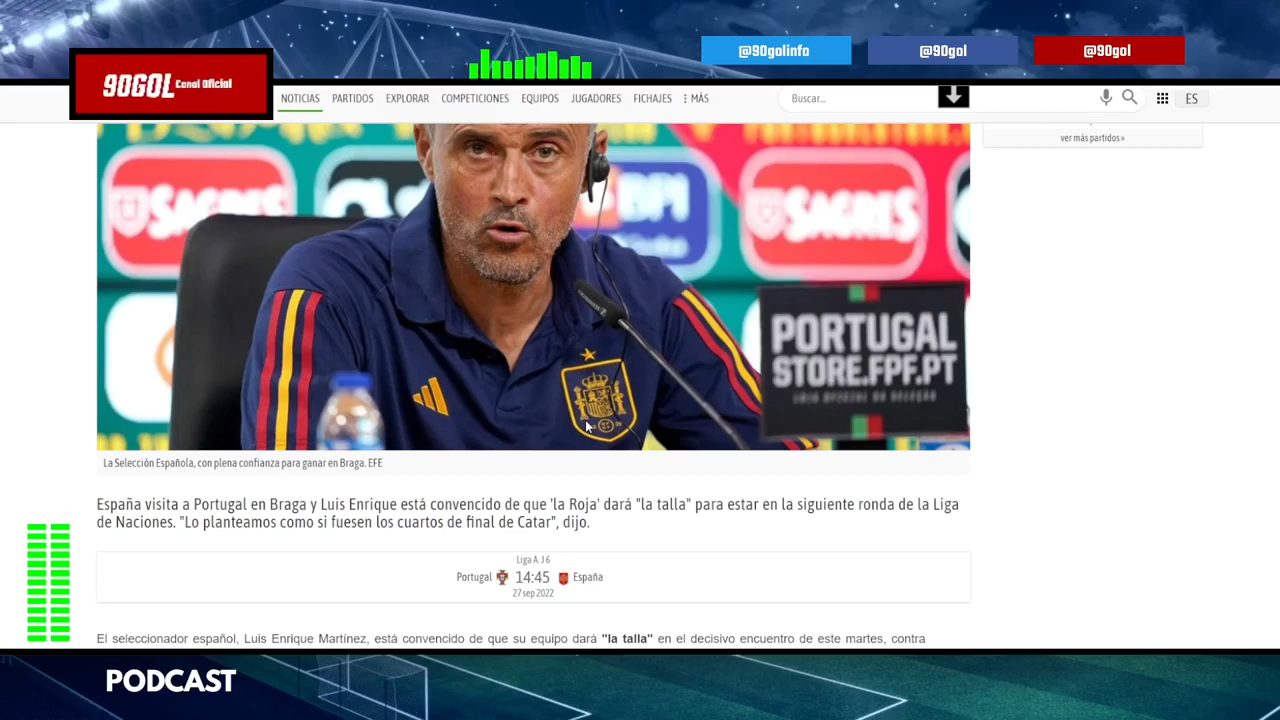 @90golinfo
@90gol
@90gol
90GOL Canal Oficial
NOTICIAS PARTIDOS EXPLORAR COMPETICIONES EQUIPOS JUGADORES FICHAJES MÁS
Buscar...
ES
ver más partidos »
SAGRES
BPI
SAGRES
PORTUGAL
STORE.FPF.PT
La Selección Española, con plena confianza para ganar en Braga. EFE
España visita a Portugal en Braga y Luis Enrique está convencido de que 'la Roja' dará "la talla" para estar en la siguiente ronda de la Liga
de Naciones. "Lo planteamos como si fuesen los cuartos de final de Catar", dijo.
Liga A. J 6
Portugal 14:45 España
27 sep 2022
El seleccionador español, Luis Enrique Martínez, está convencido de que su equipo dará "la talla" en el decisivo encuentro de este martes, contra
PODCAST